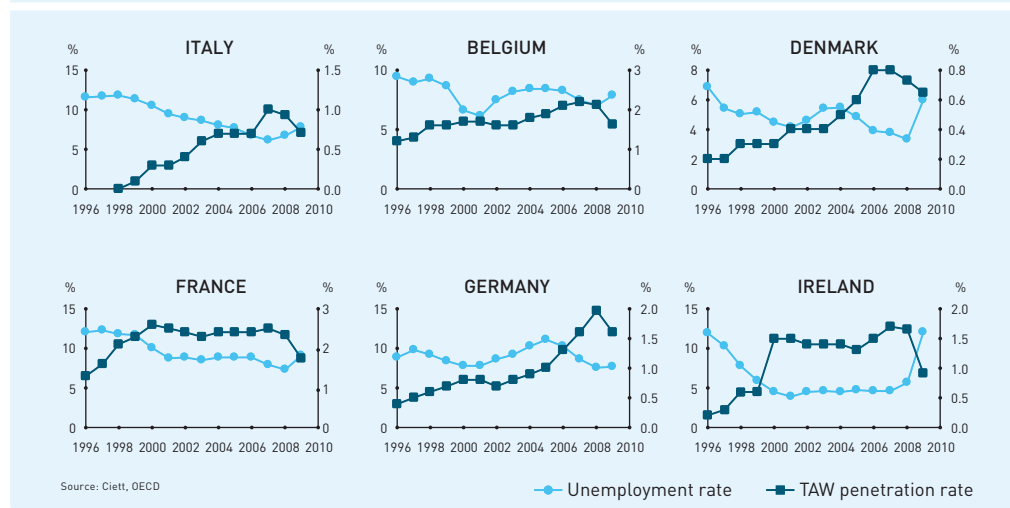 ITALY
% %
15 1.5
10 1.0
5 0.5
0 0.0
1996 1998 2000 2002 2004 2006 2008 2010
BELGIUM
% %
10 3
2
5
1
0 0
1996 1998 2000 2002 2004 2006 2008 2010
DENMARK
% %
8 0.8
6 0.6
4 0.4
2 0.2
0 0.0
1996 1998 2000 2002 2004 2006 2008 2010
FRANCE
% %
15 3
10 2
5 1
0 0
1996 1998 2000 2002 2004 2006 2008 2010
GERMANY
% %
15 2.0
1.5
10
1.0
5 0.5
0 0.0
1996 1998 2000 2002 2004 2006 2008 2010
IRELAND
% %
15 2.0
1.5
10
1.0
5 0.5
0 0.0
1996 1998 2000 2002 2004 2006 2008 2010
Source: Ciett, OECD
Unemployment rate TAW penetration rate